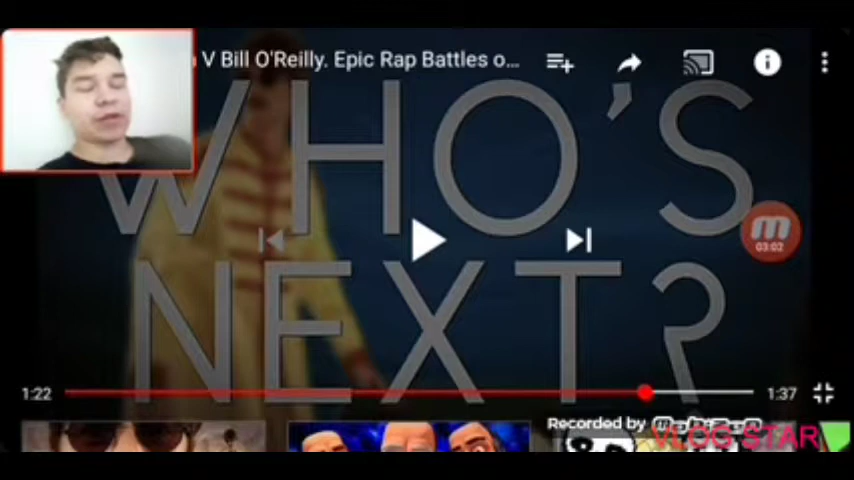 V Bill O'Reilly. Epic Rap Battles o...
WHO'S
NEXT?
03:02
1:22
1:37
Recorded by
VLOG STAR